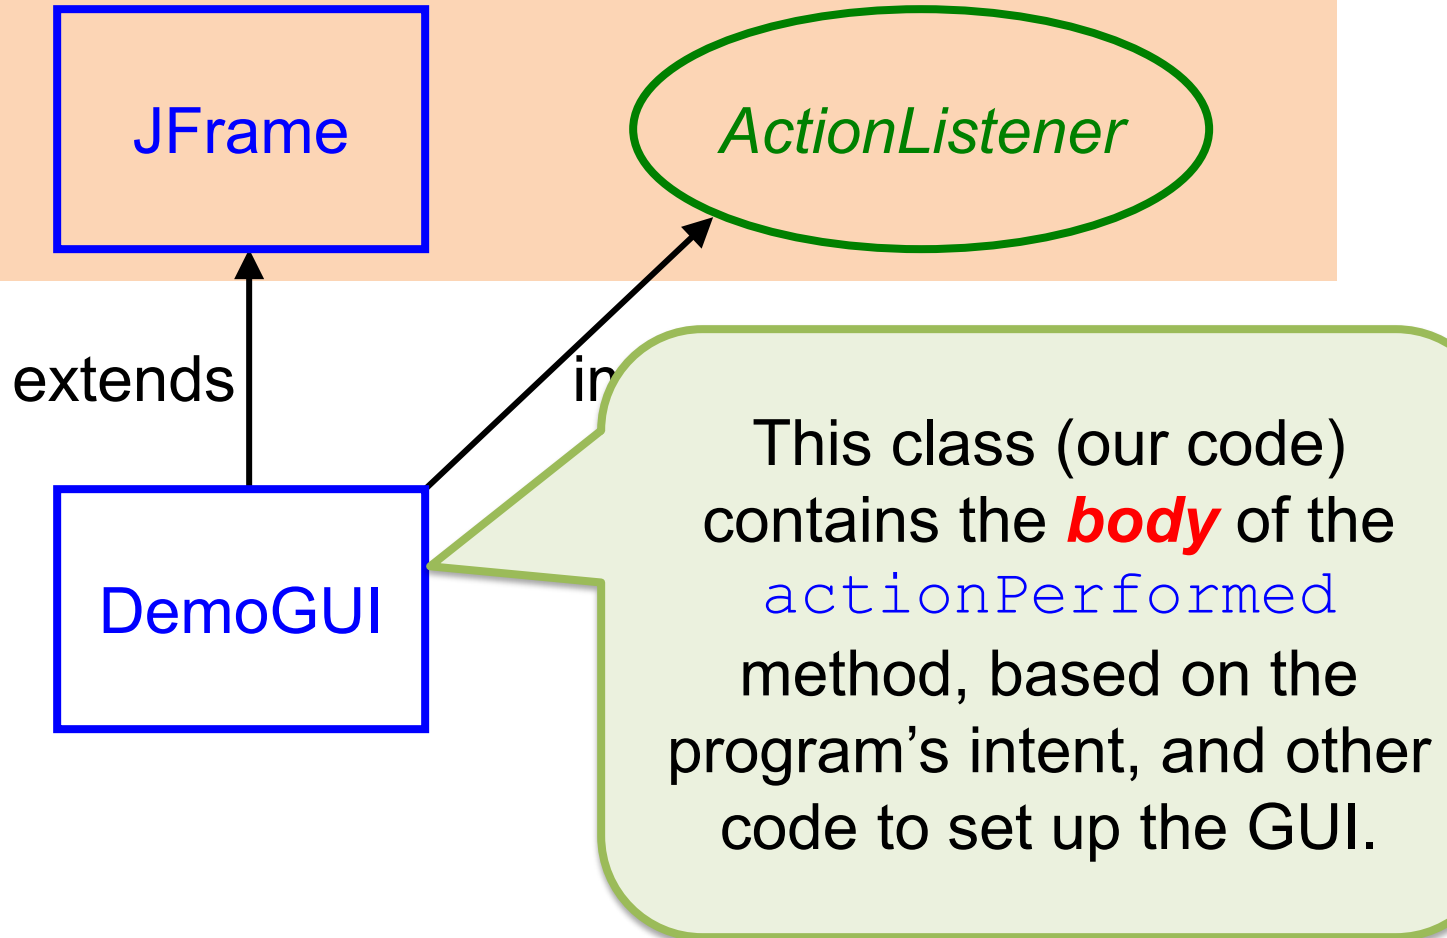 JFrame
ActionListener
extends
DemoGUI
This class (our code)
contains the body of the
actionPerformed
method, based on the
program’s intent, and other
code to set up the GUI.